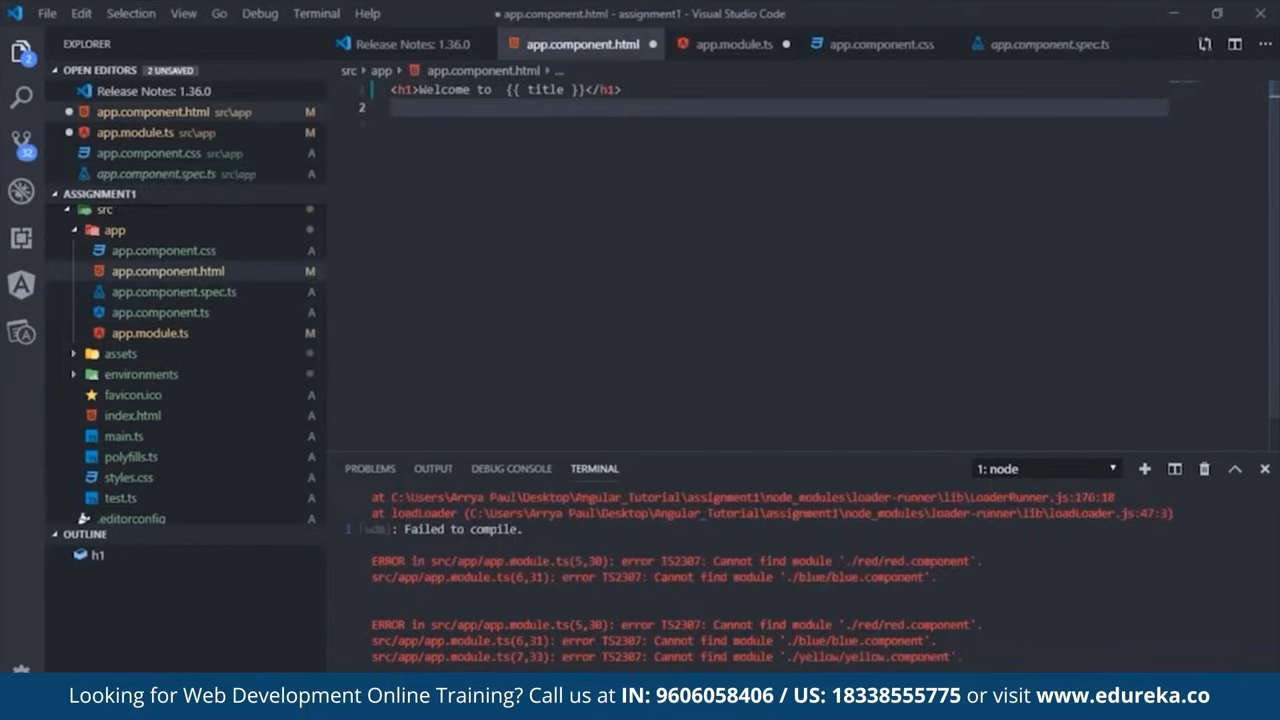 File Edit Selection View Go Debug Terminal Help
● app.component.html - assignment1 - Visual Studio Code
EXPLORER
Release Notes: 1.36.0
app.component.html ●
app.module.ts ●
app.component.css
app.component.spec.ts
OPEN EDITORS 2 UNSAVED
Release Notes: 1.36.0
app.component.html src\app M
app.module.ts src\app M
app.component.css src\app A
app.component.spec.ts src\app A
ASSIGNMENT1
src
app
app.component.css A
app.component.html M
app.component.spec.ts A
app.component.ts A
app.module.ts M
assets
environments
favicon.ico A
index.html A
main.ts A
polyfills.ts A
styles.css A
test.ts A
.editorconfig A
OUTLINE
h1
2
32
src > app > app.component.html > ...
<h1>Welcome to {{ title }}</h1>
2
PROBLEMS OUTPUT DEBUG CONSOLE TERMINAL
1: node
at C:\Users\Arrya Paul\Desktop\Angular_Tutorial\assignment1\node_modules\loader-runner\lib\LoaderRunner.js:176:18
at loadLoader (C:\Users\Arrya Paul\Desktop\Angular_Tutorial\assignment1\node_modules\loader-runner\lib\loadLoader.js:47:3)
i [wdm]: Failed to compile.
ERROR in src/app/app.module.ts(5,30): error TS2307: Cannot find module './red/red.component'.
src/app/app.module.ts(6,31): error TS2307: Cannot find module './blue/blue.component'.
ERROR in src/app/app.module.ts(5,30): error TS2307: Cannot find module './red/red.component'.
src/app/app.module.ts(6,31): error TS2307: Cannot find module './blue/blue.component'.
src/app/app.module.ts(7,33): error TS2307: Cannot find module './yellow/yellow.component'.
Looking for Web Development Online Training? Call us at IN: 9606058406 / US: 18338555775 or visit www.edureka.co